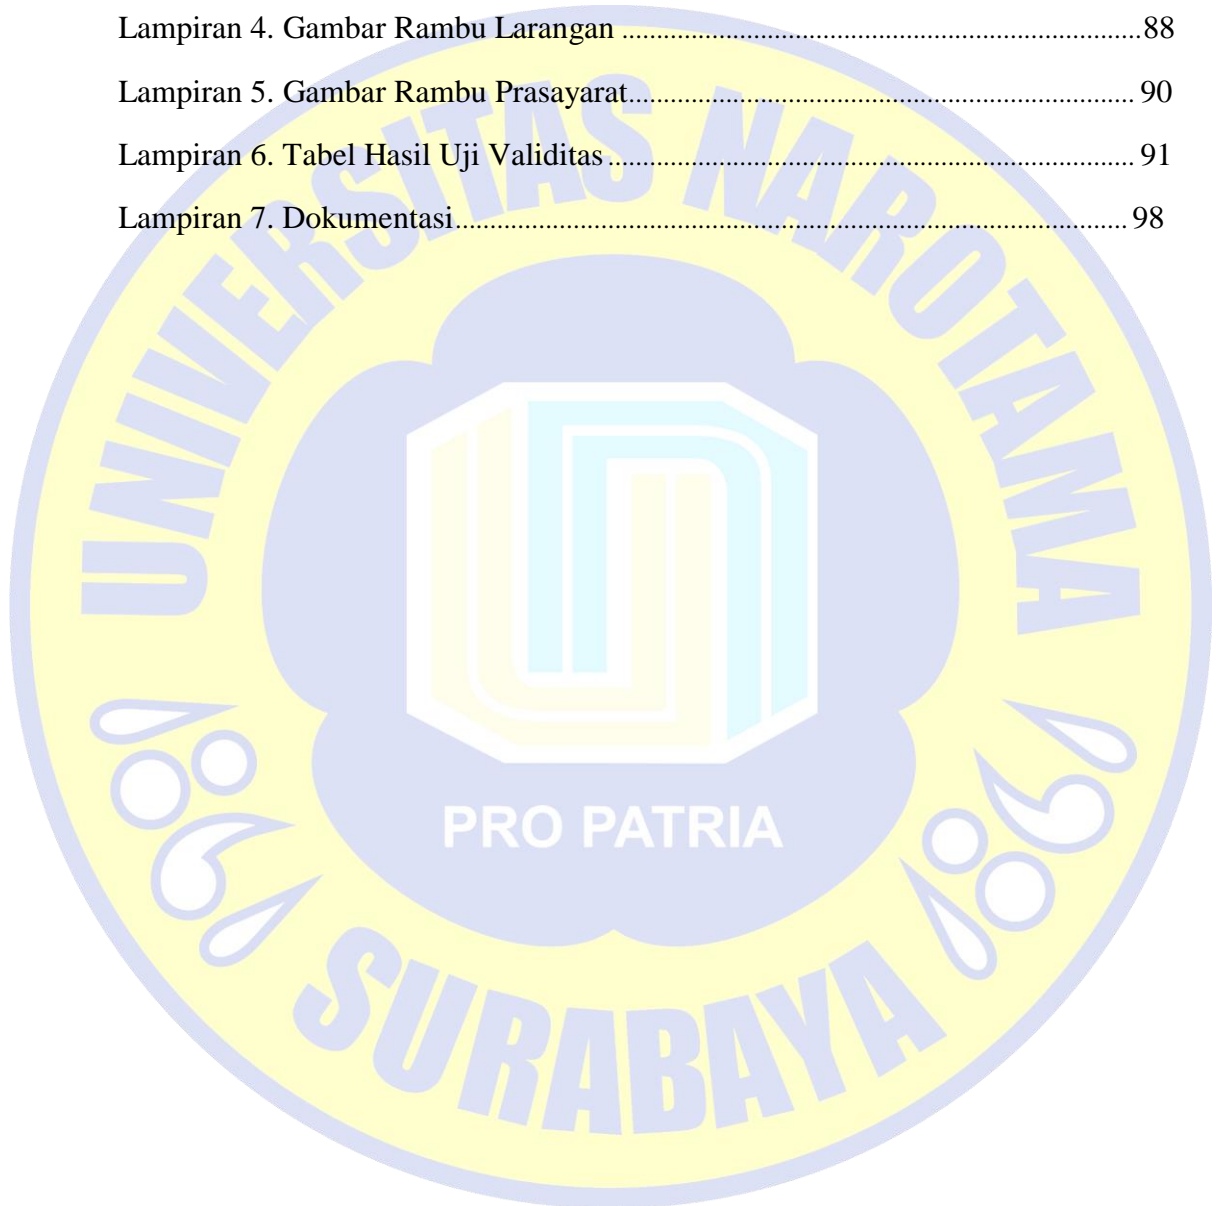 Lampiran 4. Gambar Rambu Larangan ........................................................................... 88
Lampiran 5. Gambar Rambu Prasayarat......................................................................... 90
Lampiran 6. Tabel Hasil Uji Validitas ............................................................................ 91
Lampiran 7. Dokumentasi................................................................................................. 98
UNIVERSITAS NAROTAMA
PRO PATRIA
SURABAYA